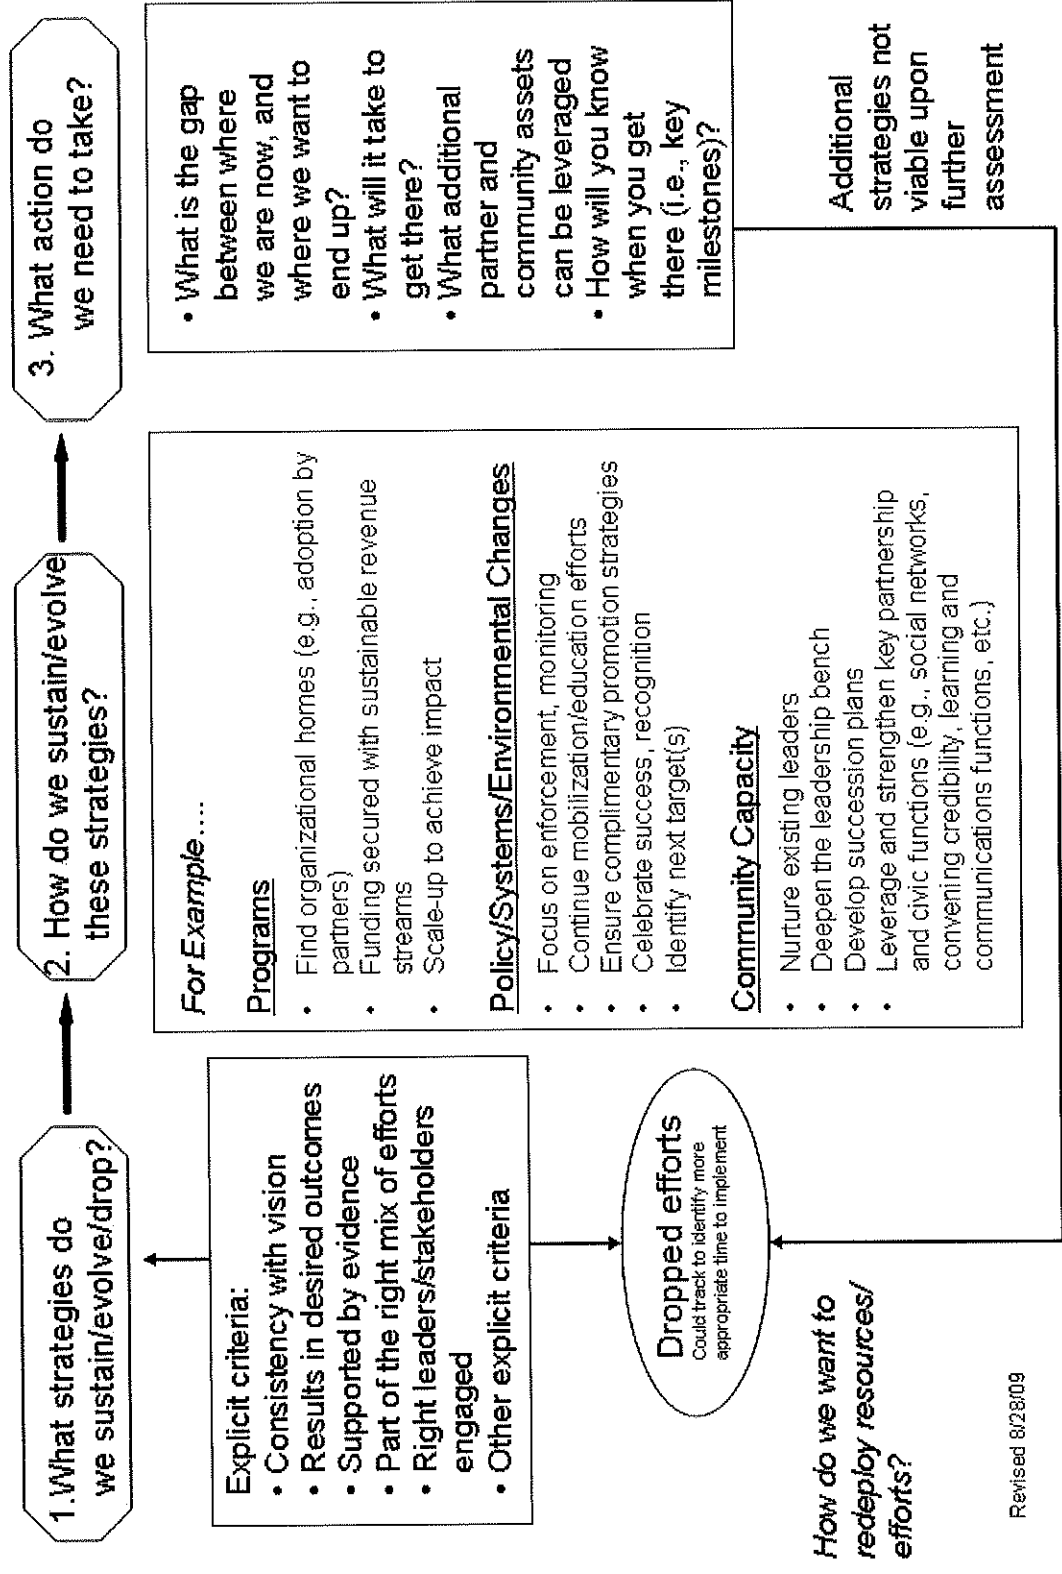 1.What strategies do
we sustain/evolve/drop?
2. How do we sustain/evolve
these strategies?
3. What action do
we need to take?
Explicit criteria:
• Consistency with vision
• Results in desired outcomes
• Supported by evidence
• Part of the right mix of efforts
• Right leaders/stakeholders
engaged
• Other explicit criteria
Dropped efforts
Could track to identify more
appropriate time to implement
How do we want to
redeploy resources/
efforts?
Revised 8/28/09
For Example....
Programs
• Find organizational homes (e.g., adoption by
partners)
• Funding secured with sustainable revenue
streams
• Scale-up to achieve impact
Policy/Systems/Environmental Changes
• Focus on enforcement, monitoring
• Continue mobilization/education efforts
• Ensure complimentary promotion strategies
• Celebrate success, recognition
• Identify next target(s)
Community Capacity
• Nurture existing leaders
• Deepen the leadership bench
• Develop succession plans
• Leverage and strengthen key partnership
and civic functions (e.g., social networks,
convening credibility, learning and
communications functions, etc.)
• What is the gap
between where
we are now, and
where we want to
end up?
• What will it take to
get there?
• What additional
partner and
community assets
can be leveraged
• How will you know
when you get
there (i.e., key
milestones)?
Additional
strategies not
viable upon
further
assessment